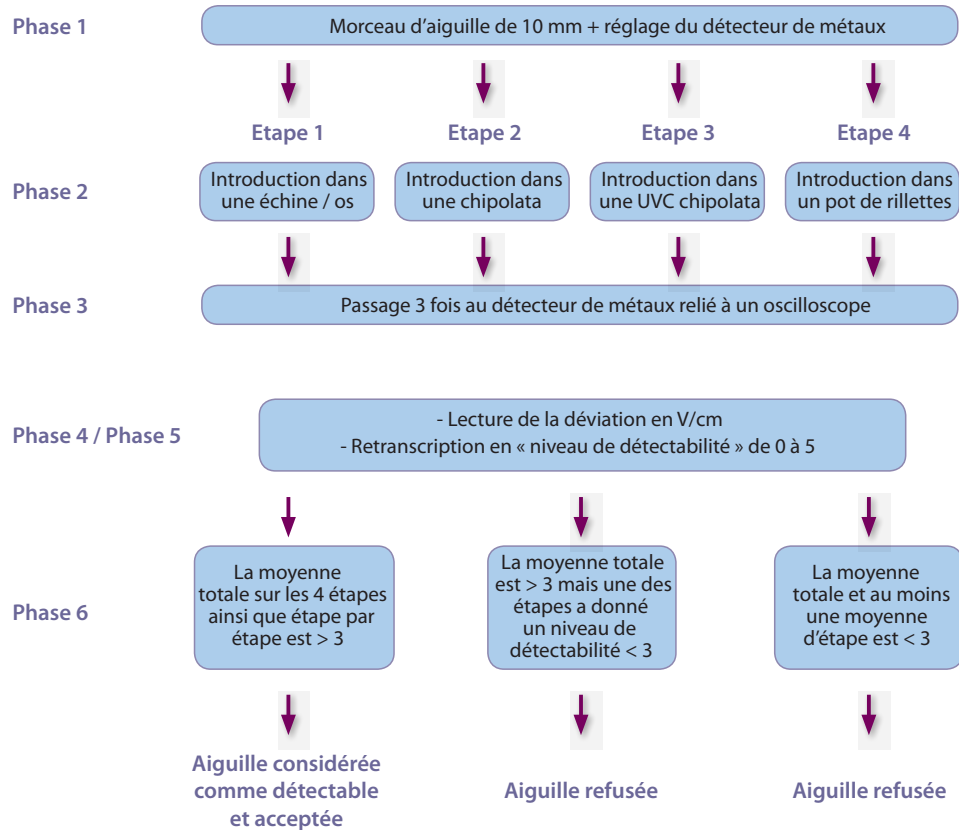 Phase 1
Morceau d'aiguille de 10 mm + réglage du détecteur de métaux
Etape 1
Etape 2
Etape 3
Etape 4
Phase 2
Introduction dans
une échine / os
Introduction dans
une chipolata
Introduction dans
une UVC chipolata
Introduction dans
un pot de rillettes
Phase 3
Passage 3 fois au détecteur de métaux relié à un oscilloscope
Phase 4 / Phase 5
- Lecture de la déviation en V/cm
- Retranscription en « niveau de détectabilité » de 0 à 5
Phase 6
La moyenne
totale sur les 4 étapes
ainsi que étape par
étape est > 3
La moyenne totale
est > 3 mais une des
étapes a donné
un niveau de
détectabilité < 3
La moyenne
totale et au moins
une moyenne
d'étape est < 3
Aiguille considérée
comme détectable
et acceptée
Aiguille refusée
Aiguille refusée